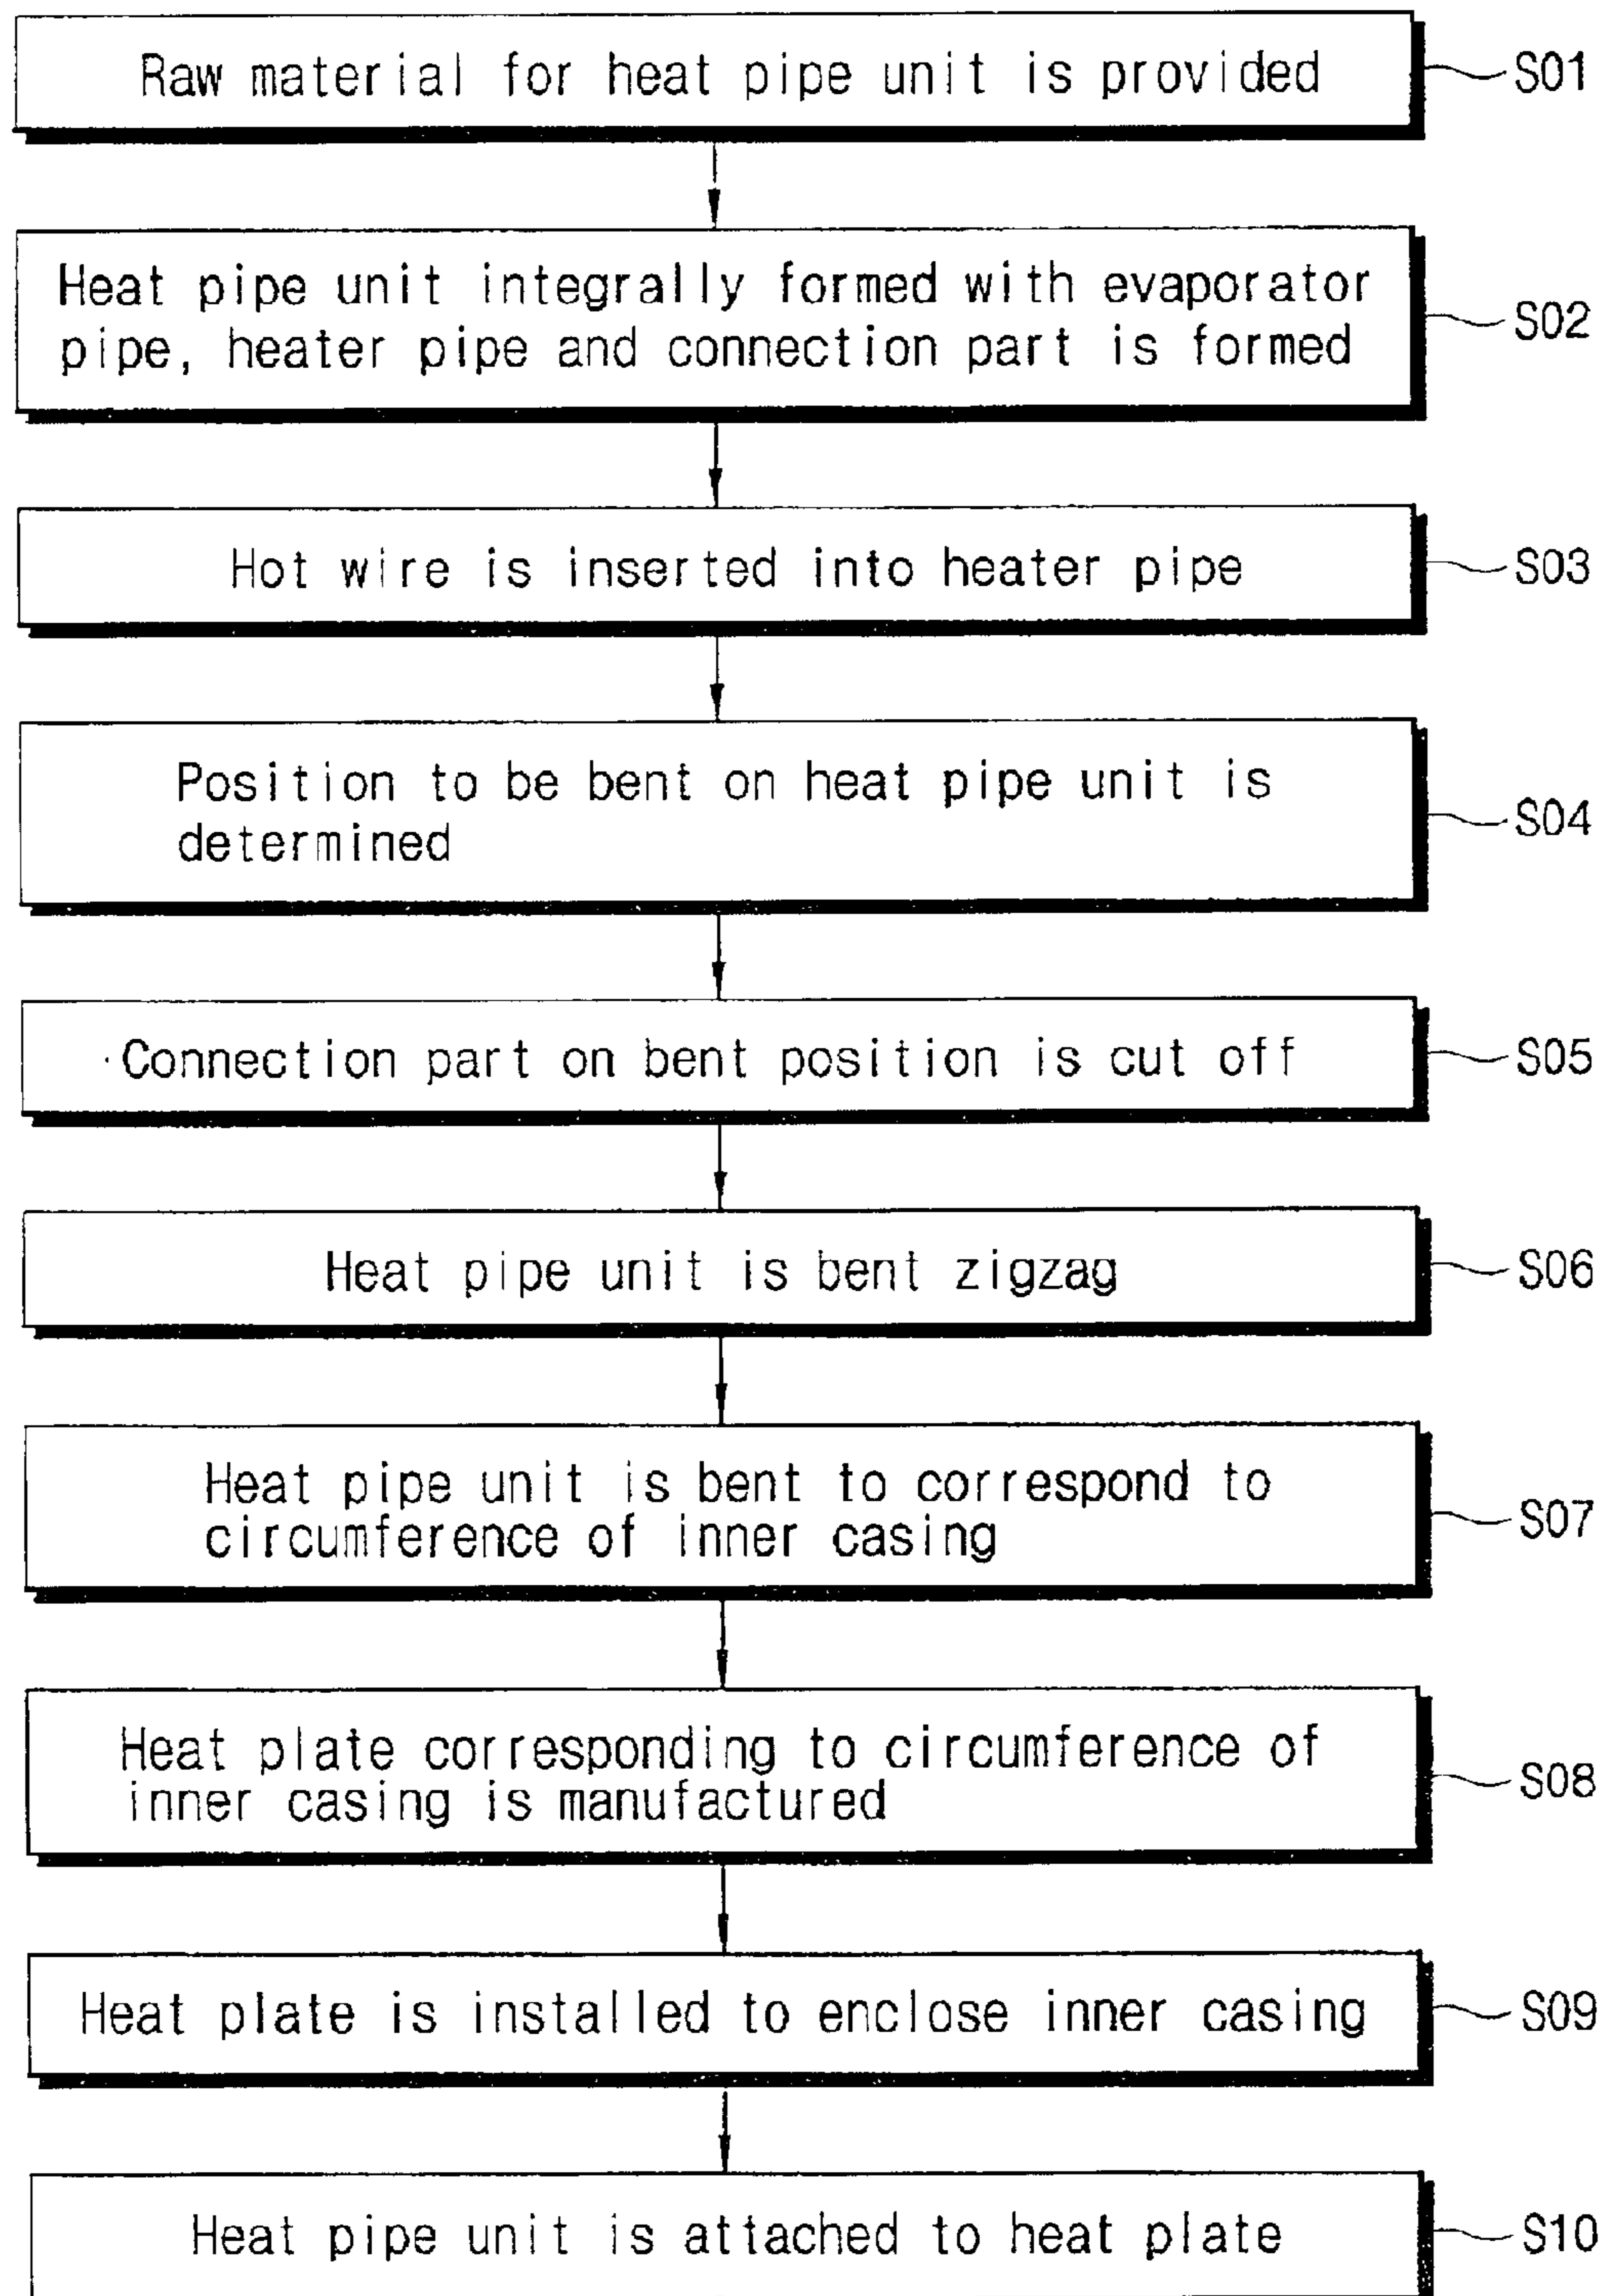 Raw material for heat pipe unit is provided
S01
Heat pipe unit integrally formed with evaporator
pipe, heater pipe and connection part is formed
S02
Hot wire is inserted into heater pipe
S03
Position to be bent on heat pipe unit is
determined
S04
Connection part on bent position is cut off
S05
Heat pipe unit is bent zigzag
S06
Heat pipe unit is bent to correspond to
circumference of inner casing
S07
Heat plate corresponding to circumference of
inner casing is manufactured
S08
Heat plate is installed to enclose inner casing
S09
Heat pipe unit is attached to heat plate
S10